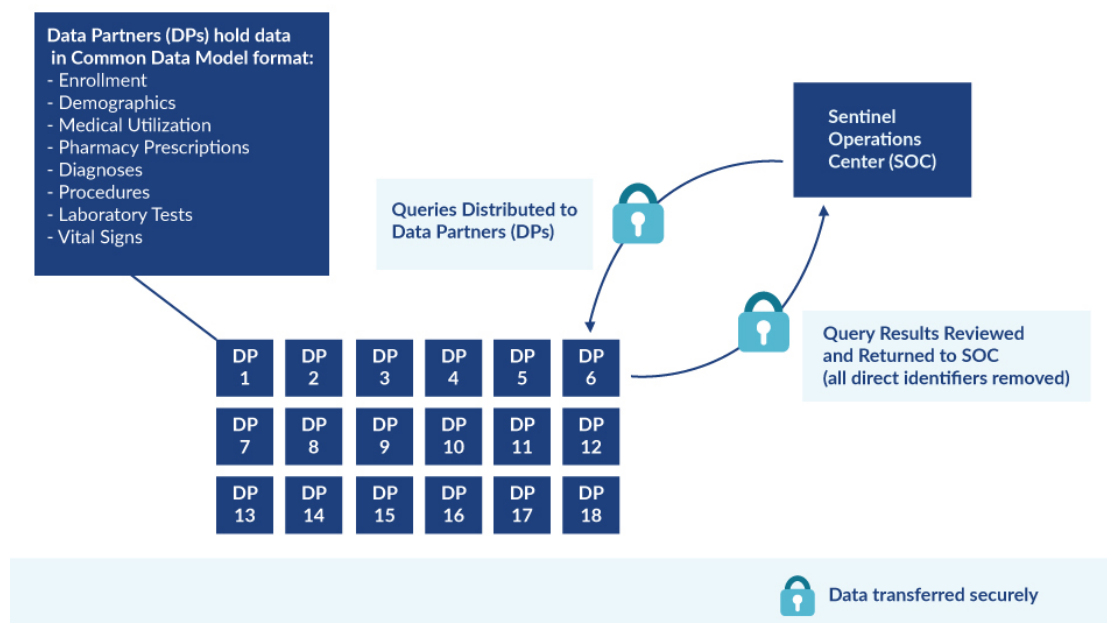 Data Partners (DPs) hold data
in Common Data Model format:
- Enrollment
- Demographics
- Medical Utilization
- Pharmacy Prescriptions
- Diagnoses
- Procedures
- Laboratory Tests
- Vital Signs
Sentinel
Operations
Center (SOC)
Queries Distributed to
Data Partners (DPs)
Query Results Reviewed
and Returned to SOC
(all direct identifiers removed)
DP
1
DP
2
DP
3
DP
4
DP
5
DP
6
DP
7
DP
8
DP
9
DP
10
DP
11
DP
12
DP
13
DP
14
DP
15
DP
16
DP
17
DP
18
Data transferred securely